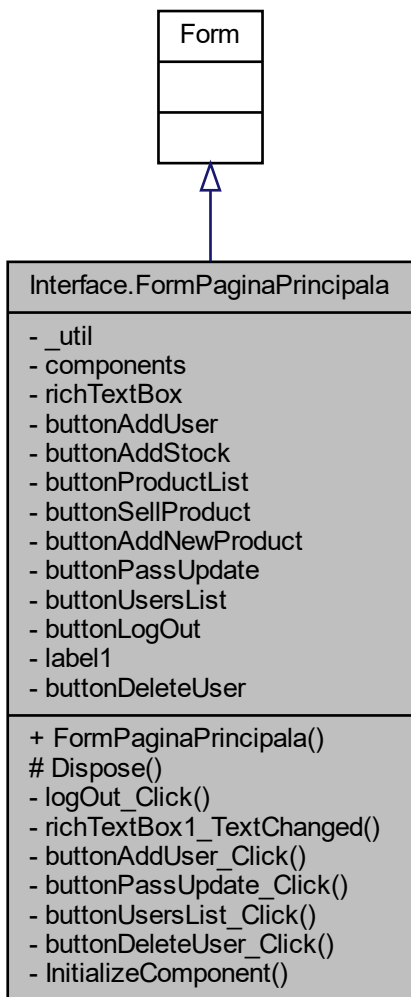 Form
Interface.FormPaginaPrincipala
- _util
- components
- richTextBox
- buttonAddUser
- buttonAddStock
- buttonProductList
- buttonSellProduct
- buttonAddNewProduct
- buttonPassUpdate
- buttonUsersList
- buttonLogOut
- label1
- buttonDeleteUser
+ FormPaginaPrincipala()
# Dispose()
- logOut_Click()
- richTextBox1_TextChanged()
- buttonAddUser_Click()
- buttonPassUpdate_Click()
- buttonUsersList_Click()
- buttonDeleteUser_Click()
- InitializeComponent()